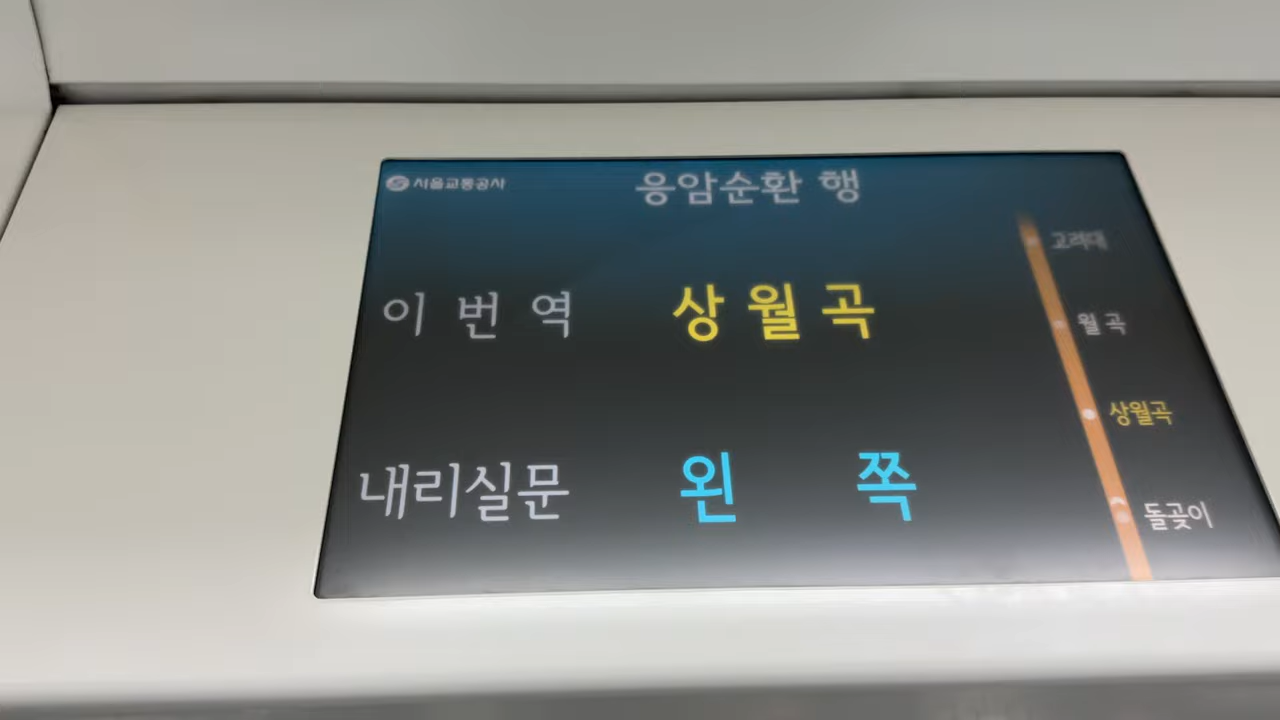 서울교통공사
응암순환 행
이번역 상월곡
내리실문 왼쪽
고려대
월곡
상월곡
돌곶이